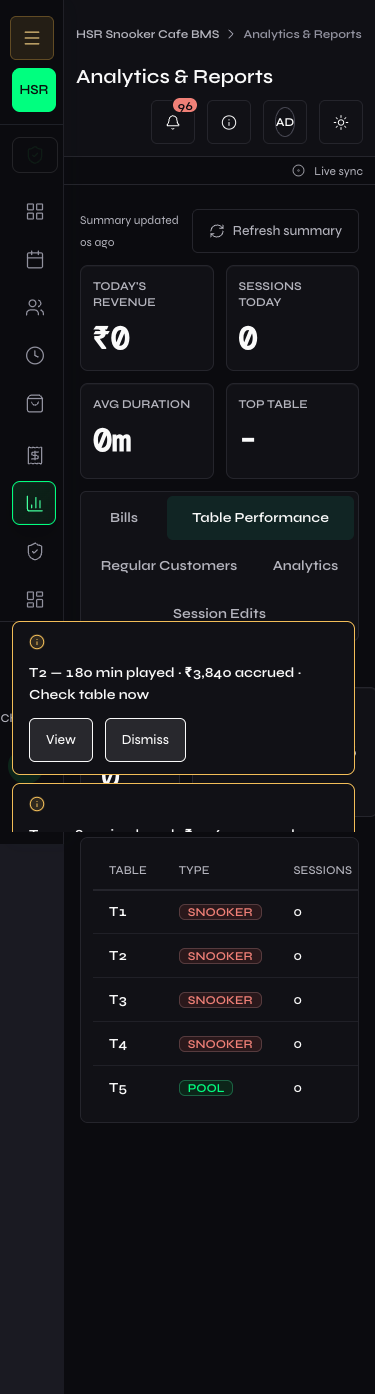 HSR Snooker Cafe BMS > Analytics & Reports
HSR
Analytics & Reports
96
AD
Live sync
Summary updated
0s ago
Refresh summary
TODAY'S
REVENUE
₹0
SESSIONS
TODAY
0
AVG DURATION
0m
TOP TABLE
-
Bills
Table Performance
Regular Customers
Analytics
Session Edits
T2 — 180 min played · ₹3,840 accrued ·
Check table now
View
Dismiss
TABLE TYPE SESSIONS
T1 SNOOKER 0
T2 SNOOKER 0
T3 SNOOKER 0
T4 SNOOKER 0
T5 POOL 0